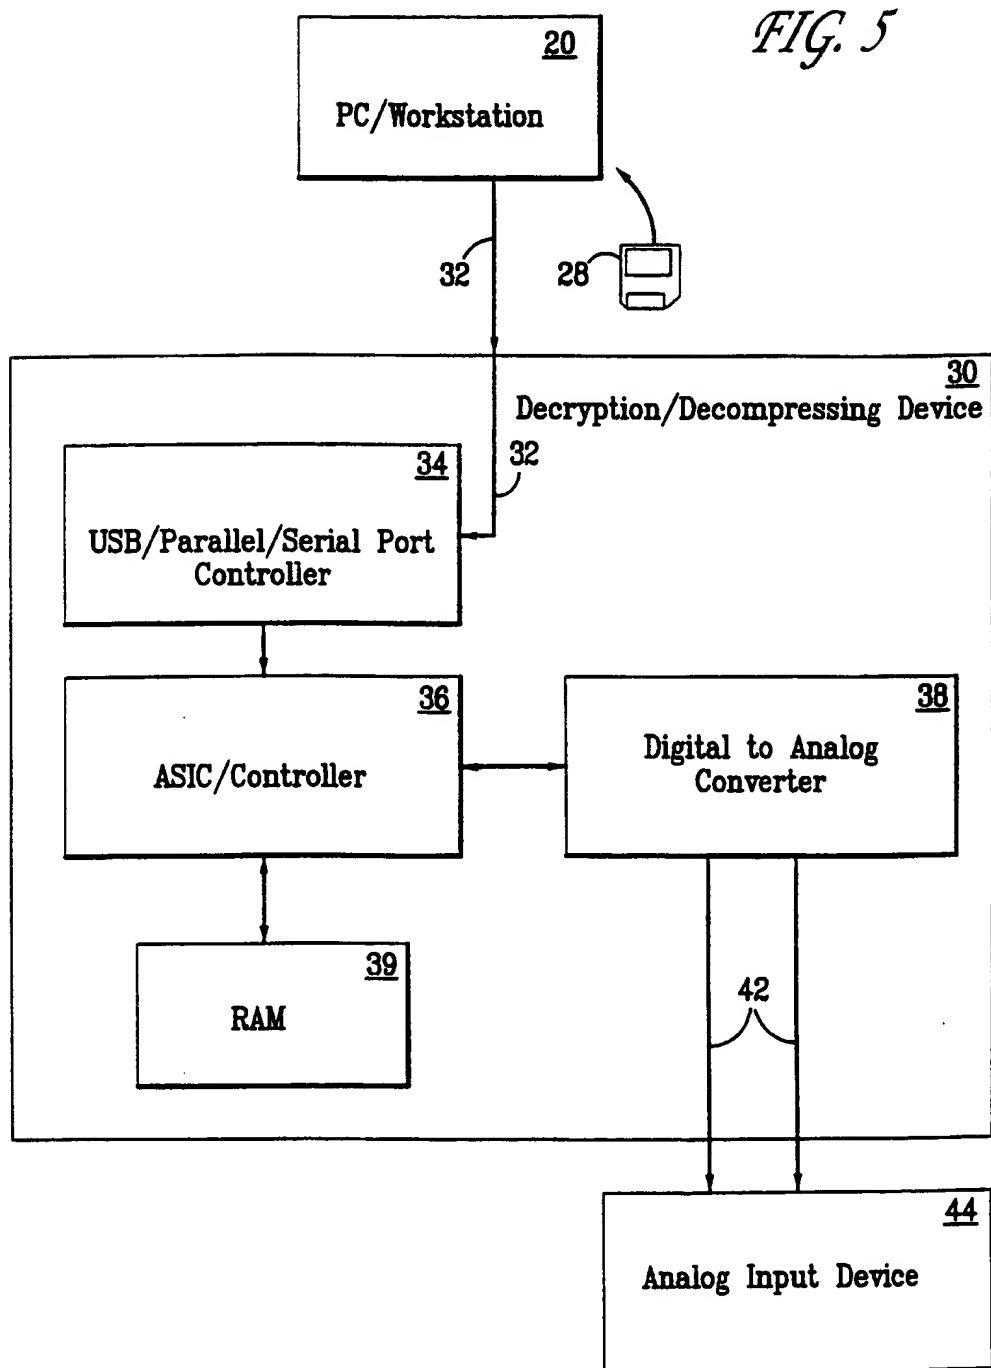 FIG. 5
20
PC/Workstation
32
28
30
Decryption/Decompressing Device
32
34
USB/Parallel/Serial Port
Controller
36
ASIC/Controller
38
Digital to Analog
Converter
39
RAM
42
44
Analog Input Device